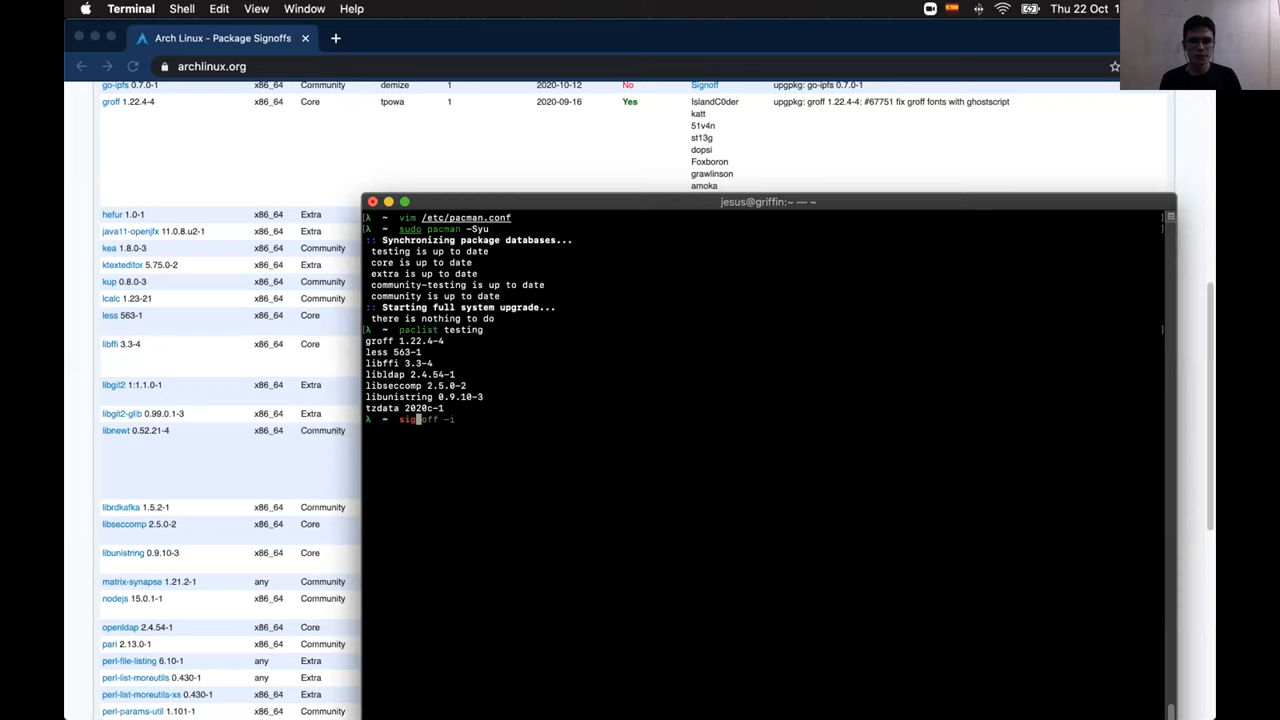 Terminal Shell Edit View Window Help Thu 22 Oct 1
Arch Linux - Package Signoffs
archlinux.org
go-ipfs 0.7.0-1 x86_64 Community demize 1 2020-10-12 No Signoff upgpkg: go-ipfs 0.7.0-1
groff 1.22.4-4 x86_64 Core tpowa 1 2020-09-16 Yes IslandC0der upgpkg: groff 1.22.4-4: #67751 fix groff fonts with ghostscript
katt
51v4n
st13g
dopsi
Foxboron
grawlinson
amoka
hefur 1.0-1 x86_64 Extra
java11-openjfx 11.0.8.u2-1 x86_64 Extra
kea 1.8.0-3 x86_64 Community
ktexteditor 5.75.0-2 x86_64 Extra
kup 0.8.0-3 x86_64 Community
lcalc 1.23-21 x86_64 Community
less 563-1 x86_64 Core
libffi 3.3-4 x86_64 Core
libgit2 1:1.1.0-1 x86_64 Extra
libgit2-glib 0.99.0.1-3 x86_64 Extra
libnewt 0.52.21-4 x86_64 Community
librdkafka 1.5.2-1 x86_64 Community
libseccomp 2.5.0-2 x86_64 Core
libunistring 0.9.10-3 x86_64 Core
matrix-synapse 1.21.2-1 any Community
nodejs 15.0.1-1 x86_64 Community
openldap 2.4.54-1 x86_64 Core
pari 2.13.0-1 x86_64 Community
perl-file-listing 6.10-1 any Extra
perl-list-moreutils 0.430-1 any Extra
perl-list-moreutils-xs 0.430-1 x86_64 Extra
perl-params-util 1.101-1 x86_64 Community
jesus@griffin:~ — ~
[λ ~ vim /etc/pacman.conf ]
[λ ~ sudo pacman -Syu ]
:: Synchronizing package databases...
testing is up to date
core is up to date
extra is up to date
community-testing is up to date
community is up to date
:: Starting full system upgrade...
there is nothing to do
[λ ~ paclist testing ]
groff 1.22.4-4
less 563-1
libffi 3.3-4
libldap 2.4.54-1
libseccomp 2.5.0-2
libunistring 0.9.10-3
tzdata 2020c-1
λ ~ signoff -i